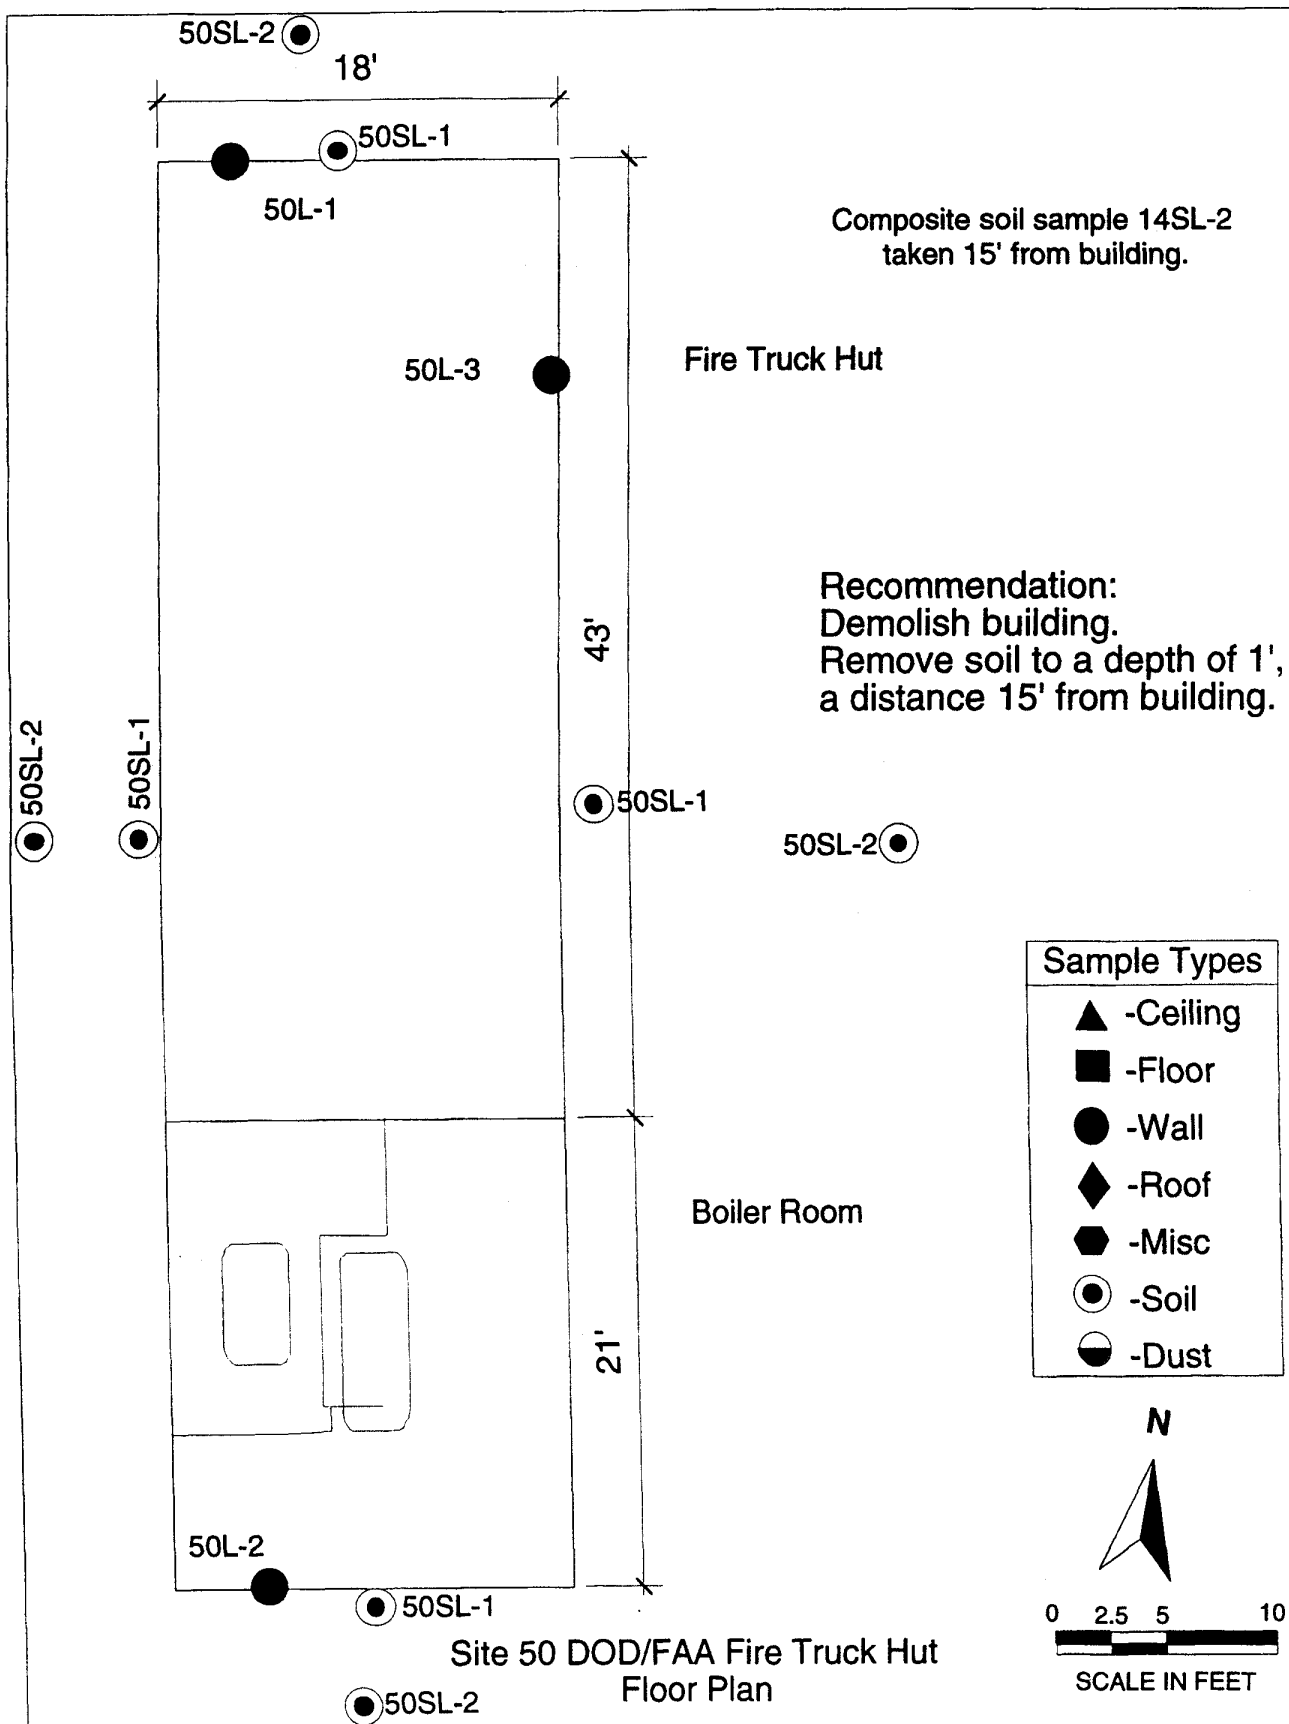 50SL-2
18'
50SL-1
50L-1
Composite soil sample 14SL-2
taken 15' from building.
50L-3
Fire Truck Hut
Recommendation:
Demolish building.
Remove soil to a depth of 1',
a distance 15' from building.
43'
50SL-2
50SL-1
50SL-1
50SL-2
Sample Types
-Ceiling
-Floor
-Wall
-Roof
-Misc
-Soil
-Dust
Boiler Room
21'
N
50L-2
50SL-1
0 2.5 5 10
SCALE IN FEET
Site 50 DOD/FAA Fire Truck Hut
Floor Plan
50SL-2